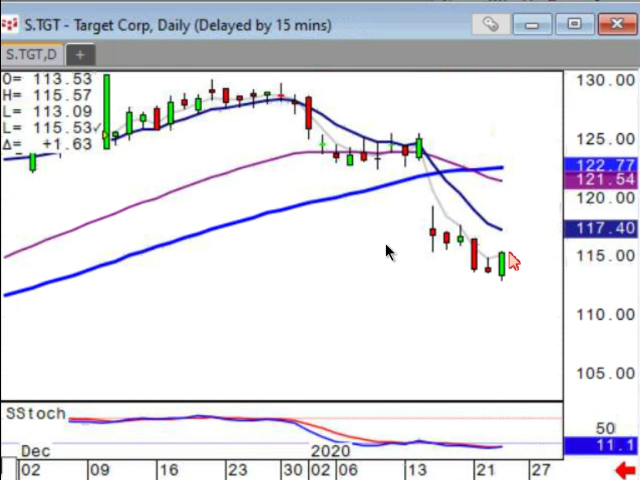 S.TGT - Target Corp, Daily (Delayed by 15 mins)
S.TGT,D
O= 113.53
H= 115.57
L= 113.09
L= 115.53✓
Δ= +1.63
130.00
125.00
122.77
121.54
120.00
117.40
115.00
110.00
105.00
SStoch
50
11.1
Dec 2020
02 09 16 23 30 02 06 13 21 27